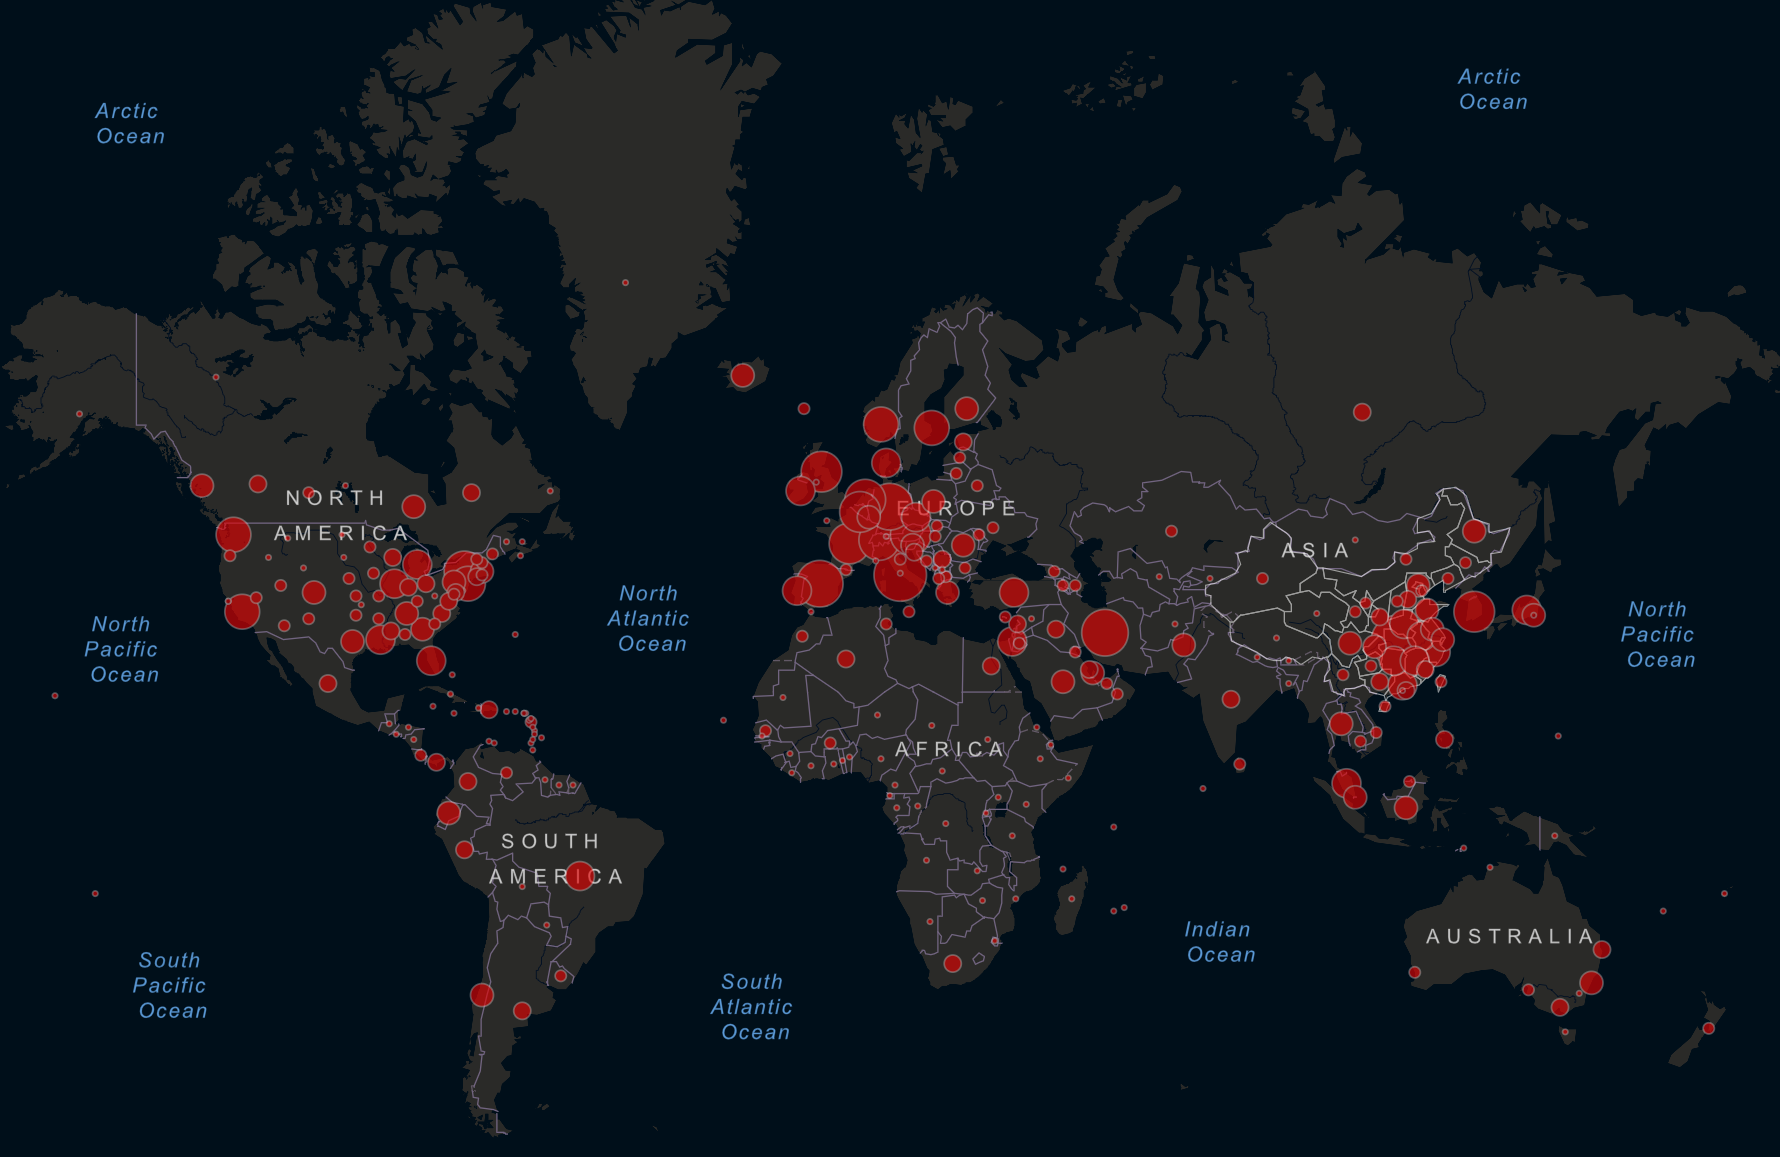 Arctic
Ocean
Arctic
Ocean
NORTH
AMERICA
EUROPE
ASIA
North
Pacific
Ocean
North
Atlantic
Ocean
North
Pacific
Ocean
AFRICA
SOUTH
AMERICA
Indian
Ocean
AUSTRALIA
South
Pacific
Ocean
South
Atlantic
Ocean